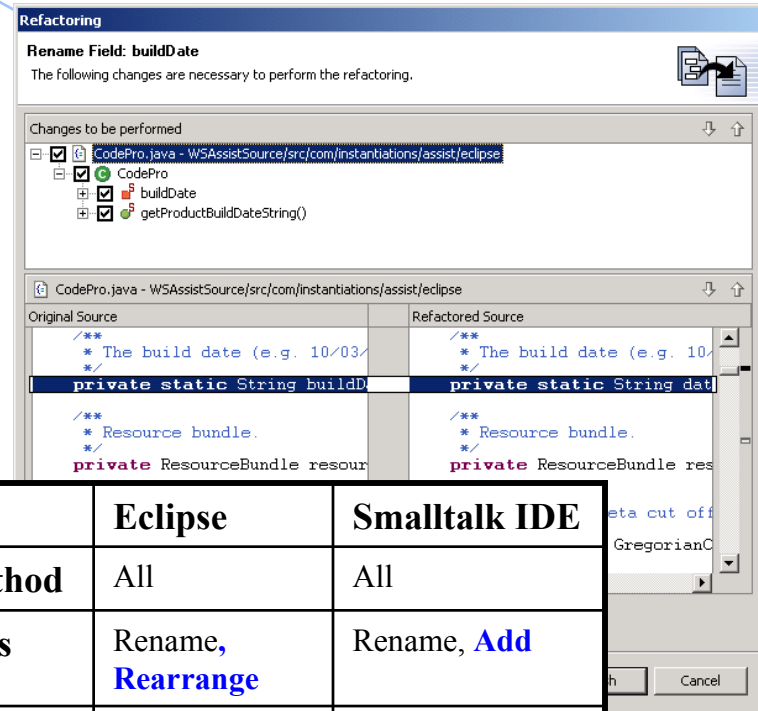 Refactoring
Rename Field: buildDate
The following changes are necessary to perform the refactoring.
Changes to be performed
CodePro.java - WSAssistSource/src/com/instantiations/assist/eclipse
CodePro
buildDate
getProductBuildDateString()
CodePro.java - WSAssistSource/src/com/instantiations/assist/eclipse
Original Source
Refactored Source
/**
* The build date (e.g. 10/03/
*/
private static String buildD
/**
* Resource bundle.
*/
private ResourceBundle resour
/**
* The build date (e.g. 10/
*/
private static String dat
/**
* Resource bundle.
*/
private ResourceBundle res
eta cut off
GregorianC
Eclipse
Smalltalk IDE
thod
All
All
s
Rename, Rearrange
Rename, Add
h
Cancel